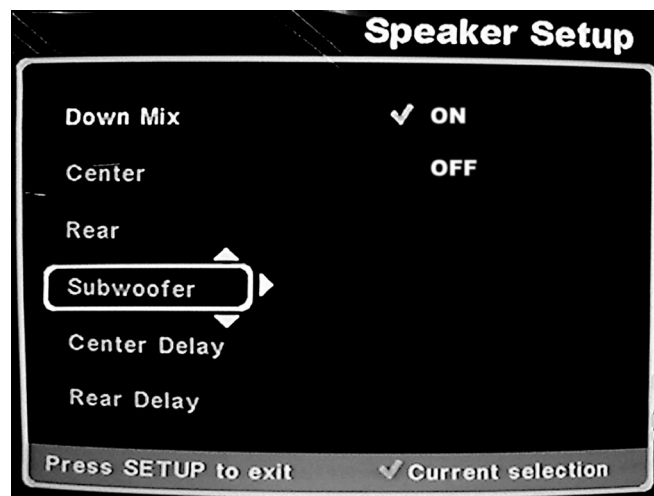 Speaker Setup
Down Mix
✓ ON
Center
OFF
Rear
Subwoofer
Center Delay
Rear Delay
Press SETUP to exit
✓ Current selection